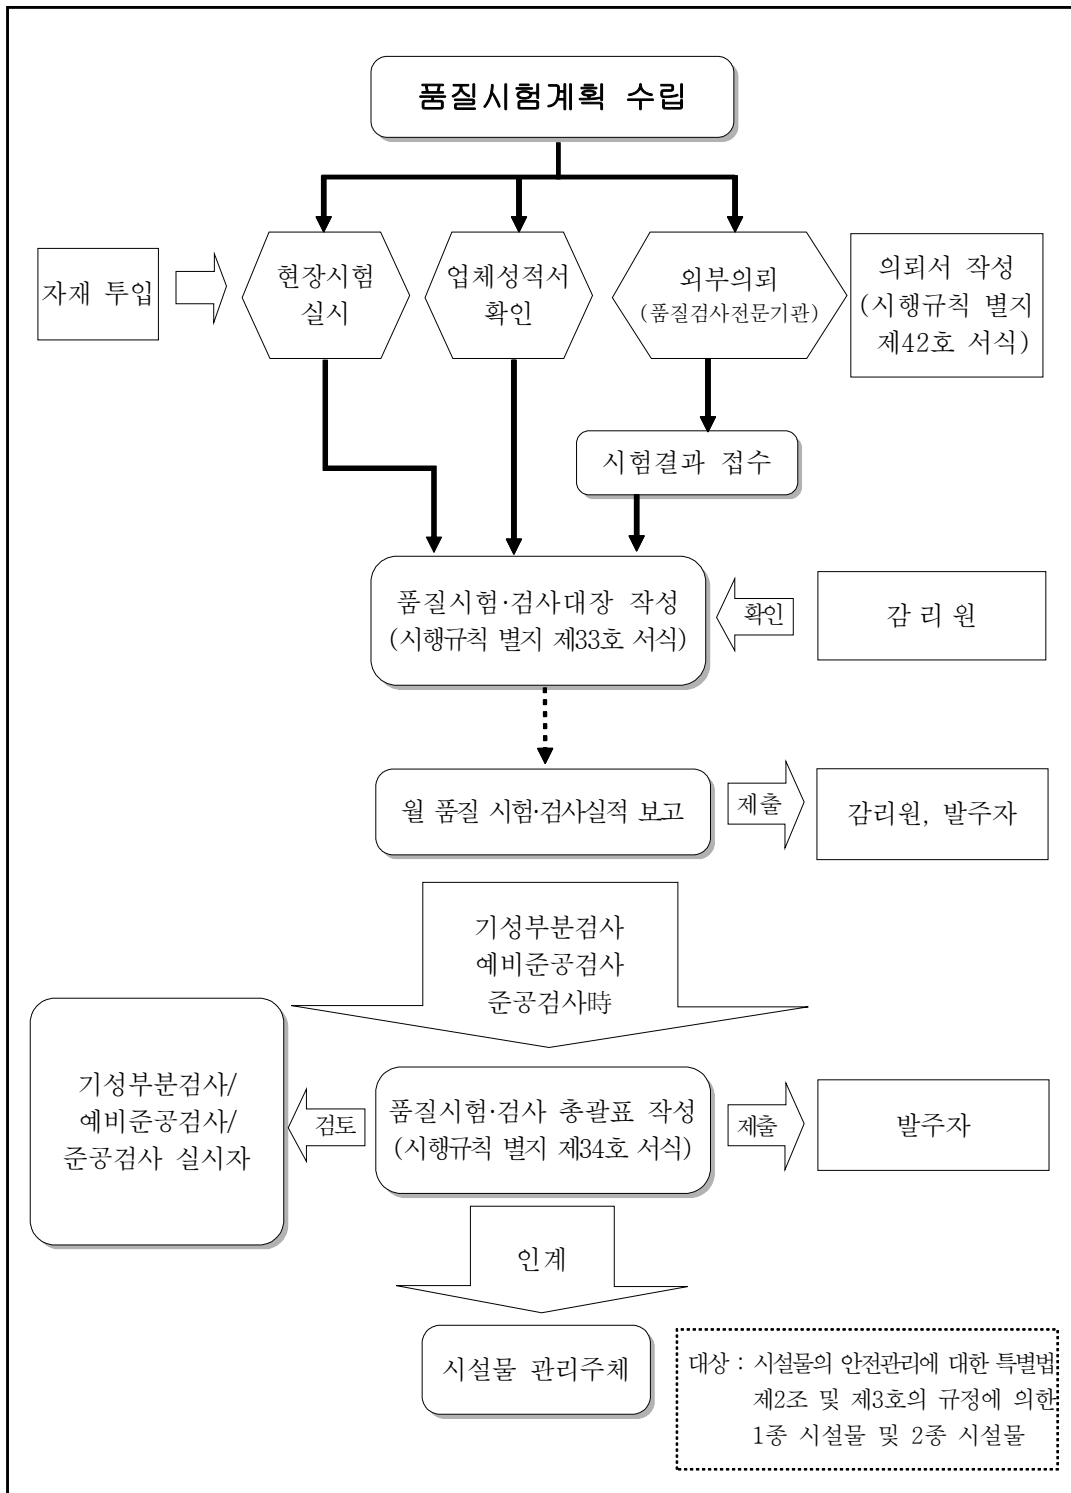 품질시험계획 수립
자재 투입
현장시험
실시
업체성적서
확인
외부의뢰
(품질검사전문기관)
의뢰서 작성
(시행규칙 별지
제42호 서식)
시험결과 접수
품질시험·검사대장 작성
(시행규칙 별지 제33호 서식)
확인
감 리 원
월 품질 시험·검사실적 보고
제출
감리원, 발주자
기성부분검사
예비준공검사
준공검사時
기성부분검사/
예비준공검사/
준공검사 실시자
검토
품질시험·검사 총괄표 작성
(시행규칙 별지 제34호 서식)
제출
발주자
인계
시설물 관리주체
대상 : 시설물의 안전관리에 대한 특별법
제2조 및 제3호의 규정에 의한
1종 시설물 및 2종 시설물